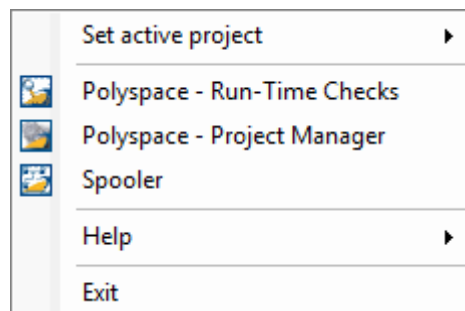 Set active project
Polyspace - Run-Time Checks
Polyspace - Project Manager
Spooler
Help
Exit